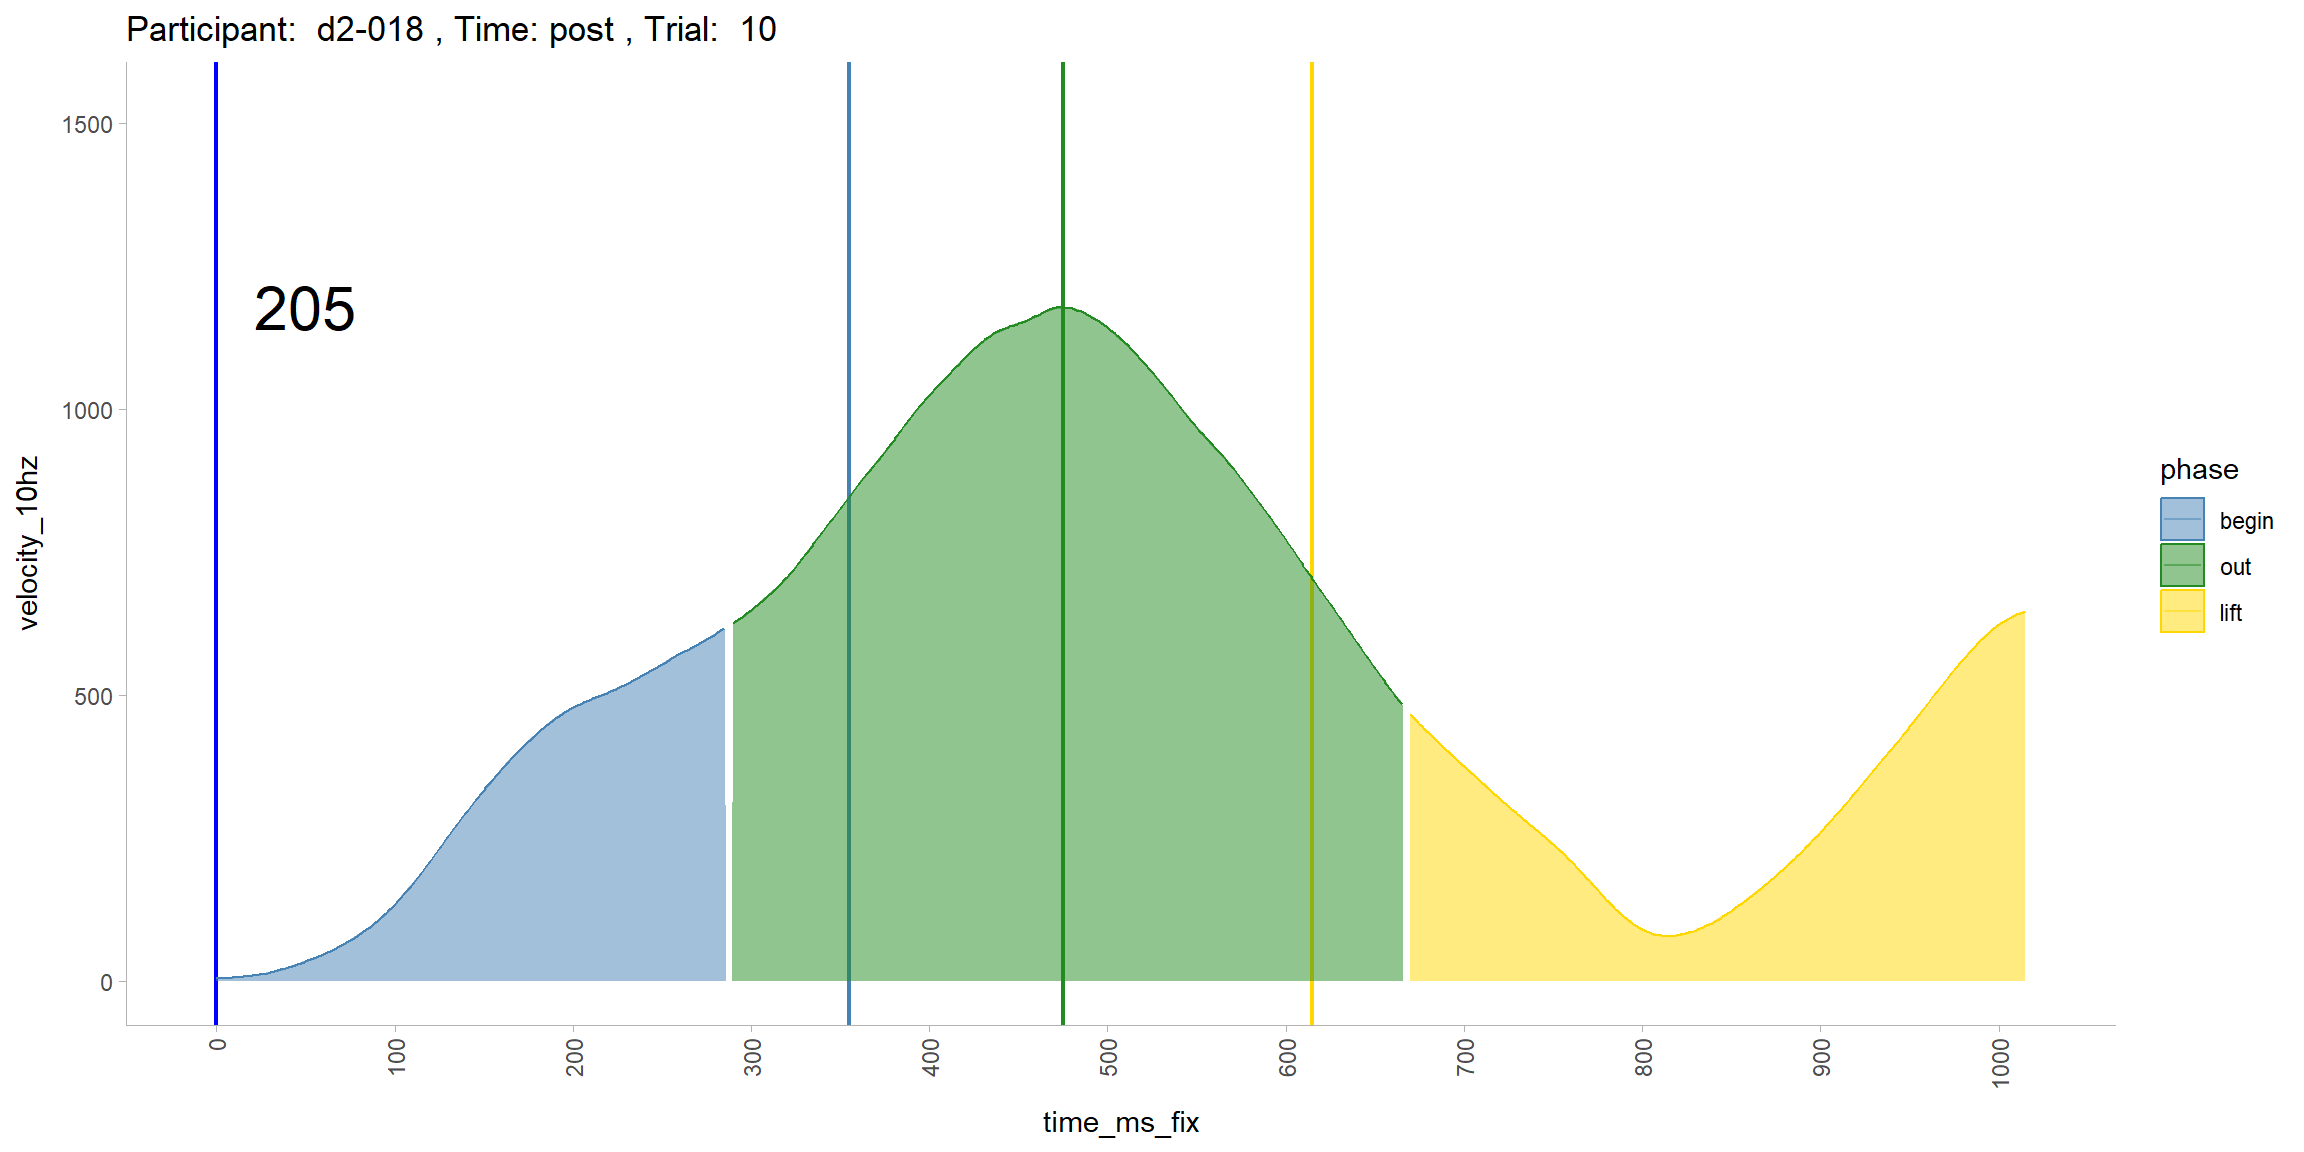 Participant:  d2-018 , Time: post , Trial:  10
1500
1000
500
0
velocity_10hz
205
0
100
200
300
400
500
600
700
800
900
1000
time_ms_fix
phase
begin
out
lift